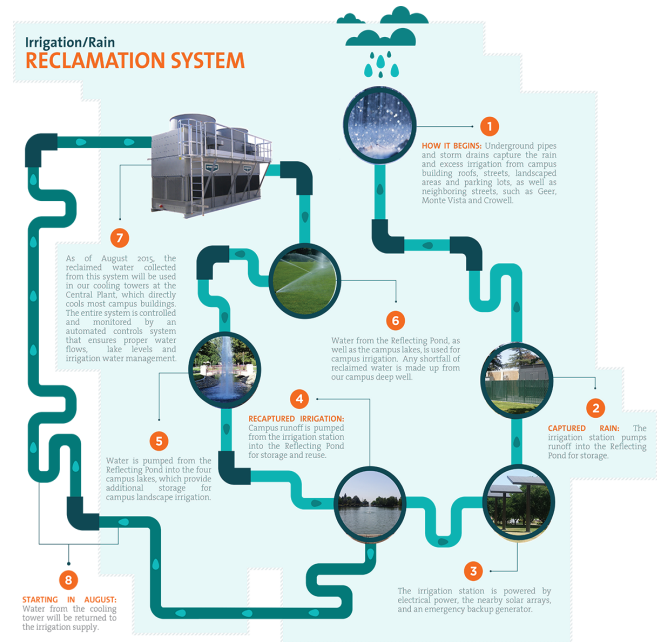 Irrigation/Rain
RECLAMATION SYSTEM
1
HOW IT BEGINS: Underground pipes
and storm drains capture the rain
and excess irrigation from campus
building roofs, streets, landscaped
areas and parking lots, as well as
neighboring streets, such as Geer,
Monte Vista and Crowell.
2
CAPTURED RAIN: The
irrigation station pumps
runoff into the Reflecting
Pond for storage.
3
The irrigation station is powered by
electrical power, the nearby solar arrays,
and an emergency backup generator.
4
RECAPTURED IRRIGATION:
Campus runoff is pumped
from the irrigation station
into the Reflecting Pond
for storage and reuse.
5
Water is pumped from the
Reflecting Pond into the four
campus lakes, which provide
additional storage for
campus landscape irrigation.
6
Water from the Reflecting Pond, as
well as the campus lakes, is used for
campus irrigation. Any shortfall of
reclaimed water is made up from
our campus deep well.
7
As of August 2015, the
reclaimed water collected
from this system will be used
in our cooling towers at the
Central Plant, which directly
cools most campus buildings.
The entire system is controlled
and monitored by an
automated controls system
that ensures proper water
flows, lake levels and
irrigation water management.
8
STARTING IN AUGUST:
Water from the cooling
tower will be returned to
the irrigation supply.